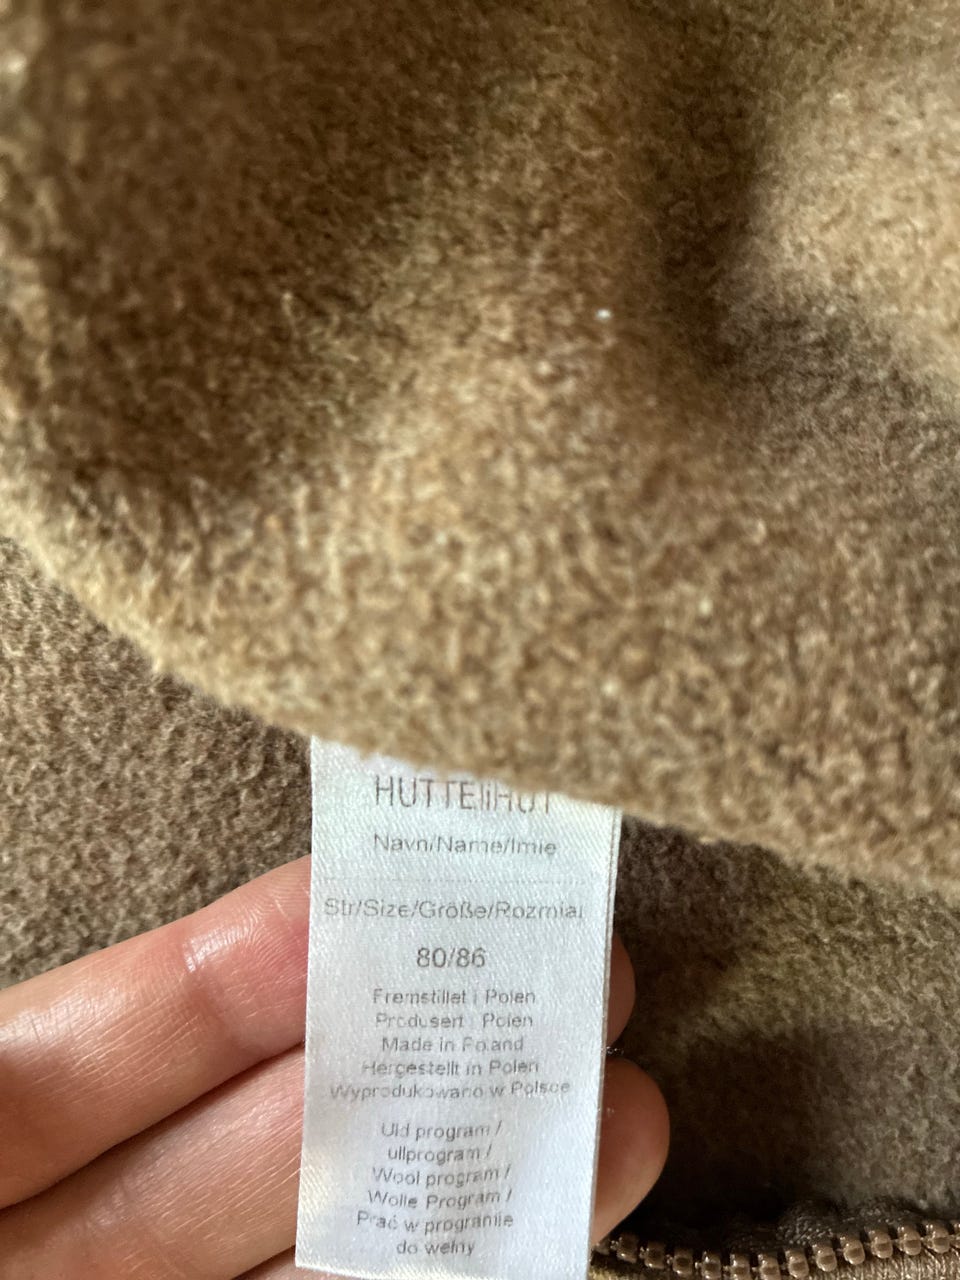 HUTTEliHUT
Navn/Name/Imię
Str/Size/Größe/Rozmiar
80/86
Fremstillet i Polen
Produsert i Polen
Made in Poland
Hergestellt in Polen
Wyprodukowano w Polsce
Uld program /
ullprogram /
Wool program /
Wolle Program /
Prać w programie
do wełny